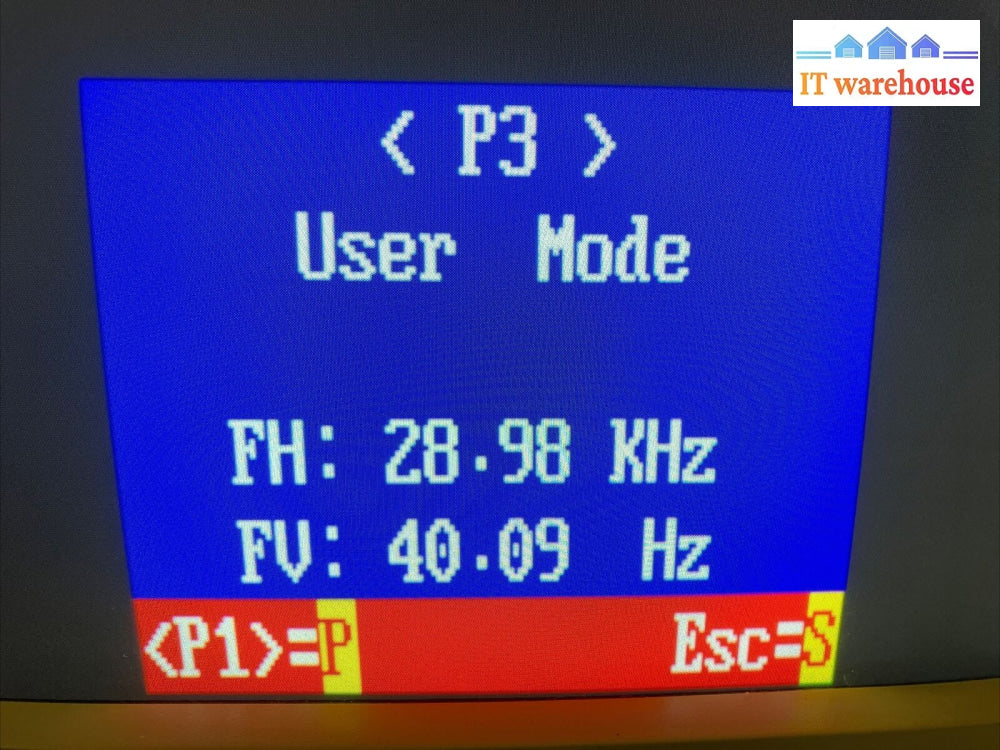 IT warehouse
< P3 >
User Mode
FH: 28.98 KHz
FV: 40.09 Hz
<P1>=P Esc=S